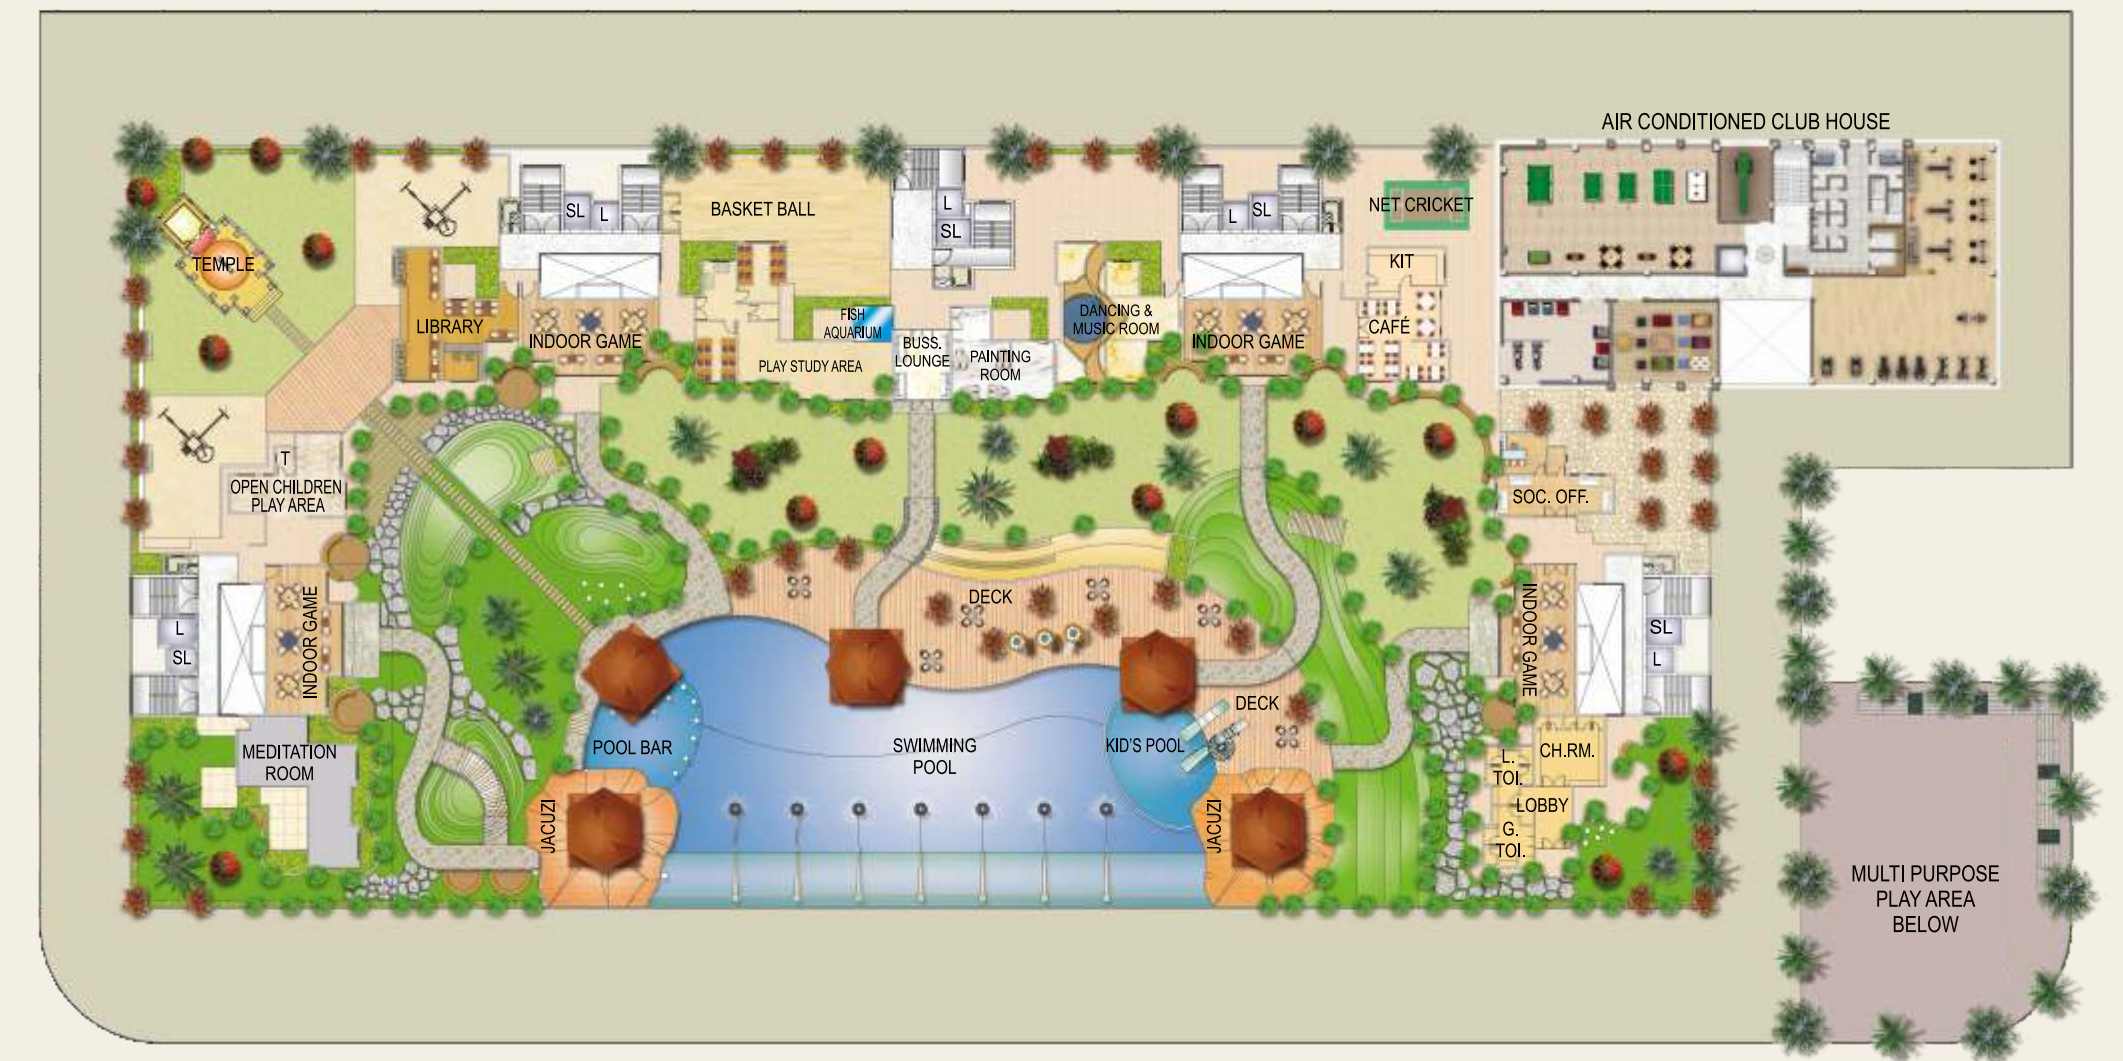 AIR CONDITIONED CLUB HOUSE
BASKET BALL
SL
L
L
SL
L
SL
NET CRICKET
TEMPLE
KIT
LIBRARY
INDOOR GAME
FISH
AQUARIUM
DANCING &
MUSIC ROOM
INDOOR GAME
CAFÉ
PLAY STUDY AREA
BUSS.
LOUNGE
PAINTING
ROOM
T
OPEN CHILDREN
PLAY AREA
SOC. OFF.
DECK
INDOOR GAME
L
SL
INDOOR GAME
SL
L
DECK
MEDITATION
ROOM
POOL BAR
SWIMMING
POOL
KID'S POOL
CH.RM.
L.
TOI.
LOBBY
G.
TOI.
JACUZI
JACUZI
MULTI PURPOSE
PLAY AREA
BELOW